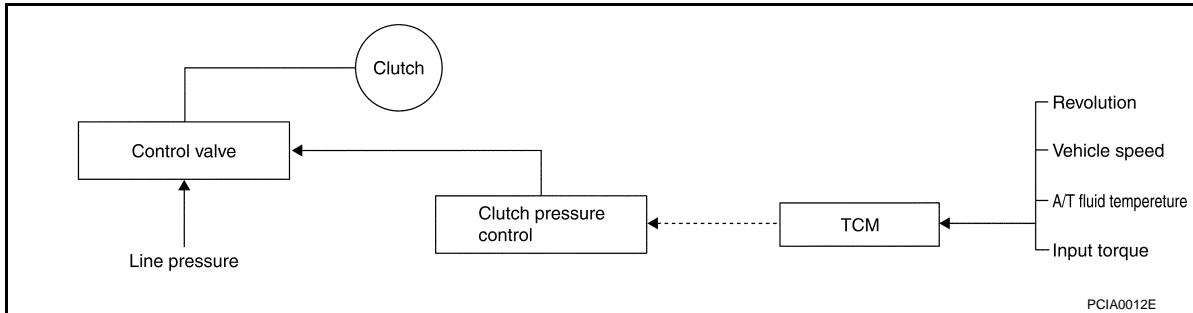 Clutch
Control valve
Line pressure
Clutch pressure
control
TCM
Revolution
Vehicle speed
A/T fluid tempereture
Input torque
PCIA0012E